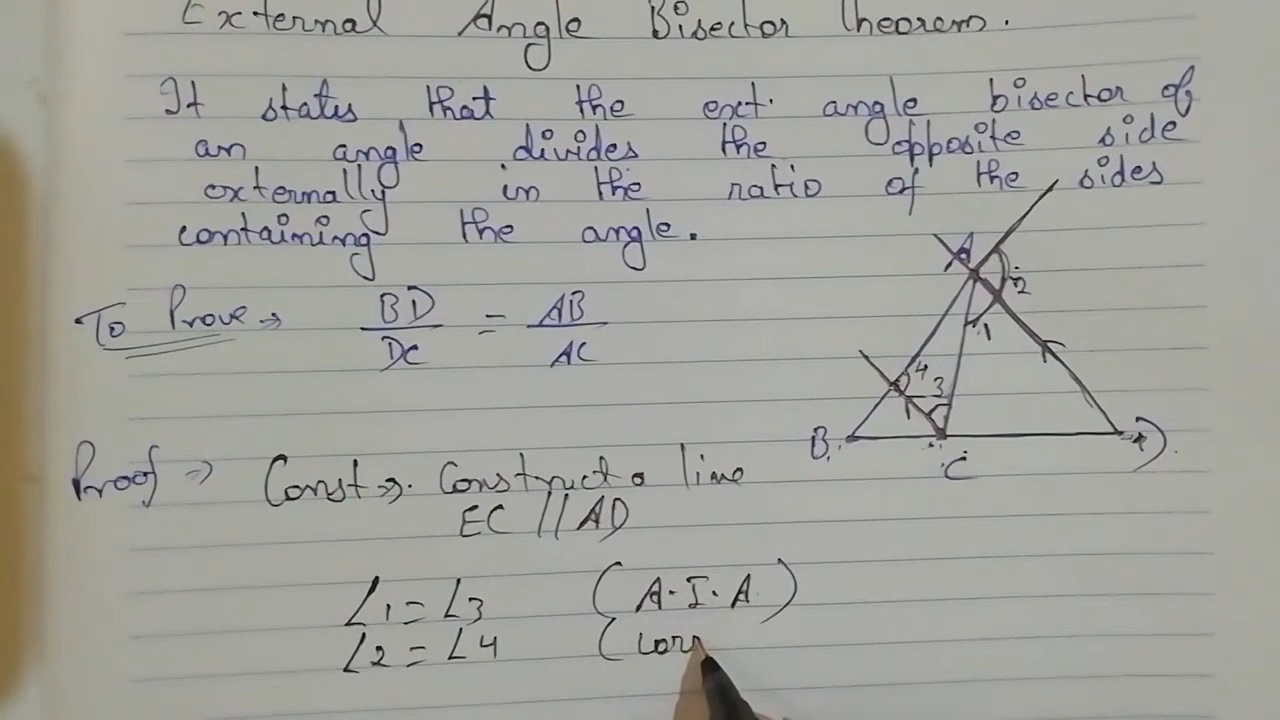 External Angle Bisector theorem.
It states that the ext. angle bisector of
an angle divides the opposite side
externally in the ratio of the sides
containing the angle.
To Prove → BD/DC = AB/AC
A
2
1
4
3
B
C
D
Proof → Const →. Construct a line
EC // AD
∠1 = ∠3 (A.I.A)
∠2 = ∠4 (corr